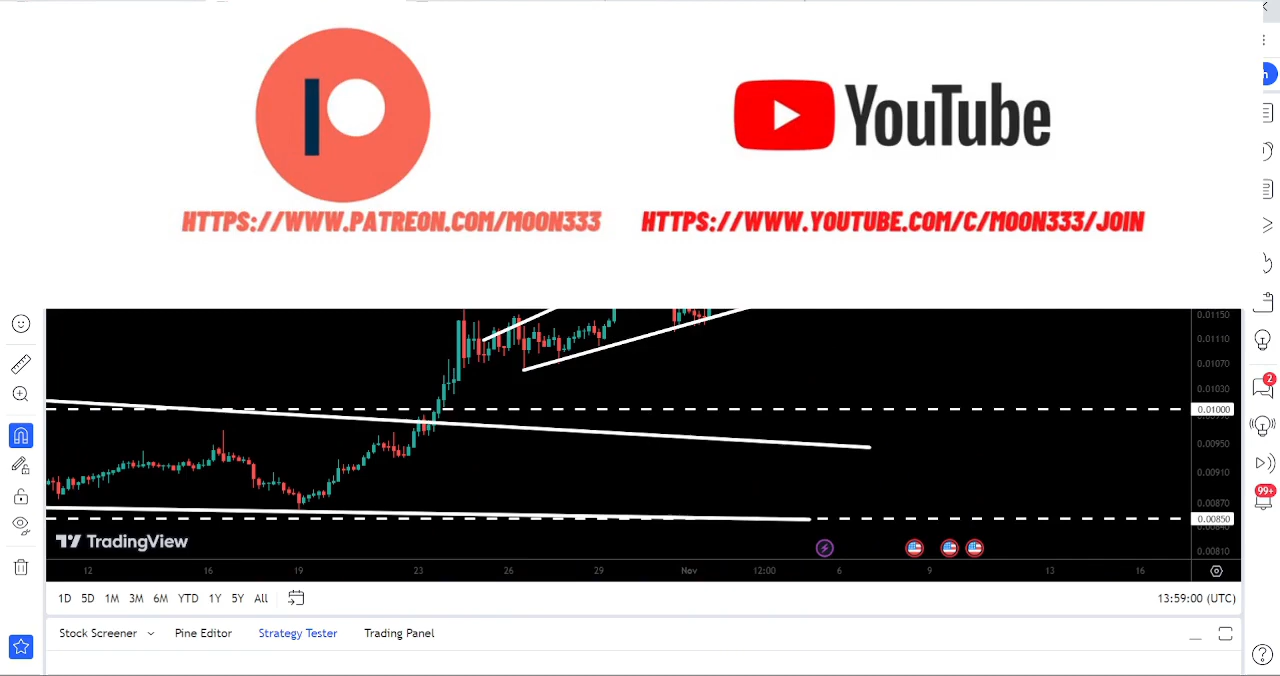 YouTube
HTTPS://WWW.PATREON.COM/MOON333
HTTPS://WWW.YOUTUBE.COM/C/MOON333/JOIN
0.01150
0.01110
0.01070
0.01030
0.01000
0.00950
0.00910
0.00870
0.00850
0.00810
TradingView
12 16 19 23 26 29 Nov 12:00 6 9 13 16
1D 5D 1M 3M 6M YTD 1Y 5Y All
13:59:00 (UTC)
Stock Screener Pine Editor Strategy Tester Trading Panel
2
99+